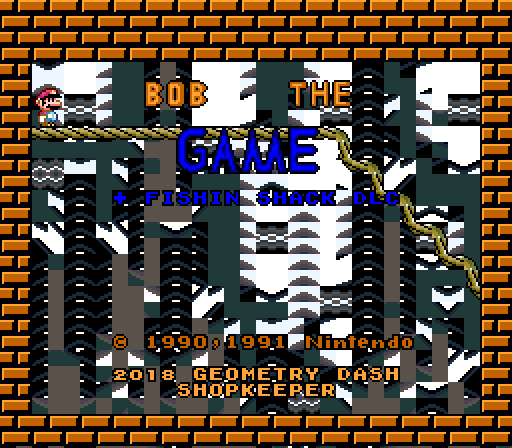 BOB THE
GAME
+ FISHIN SHACK DLC
© 1990,1991 Nintendo
2018 GEOMETRY DASH
SHOPKEEPER